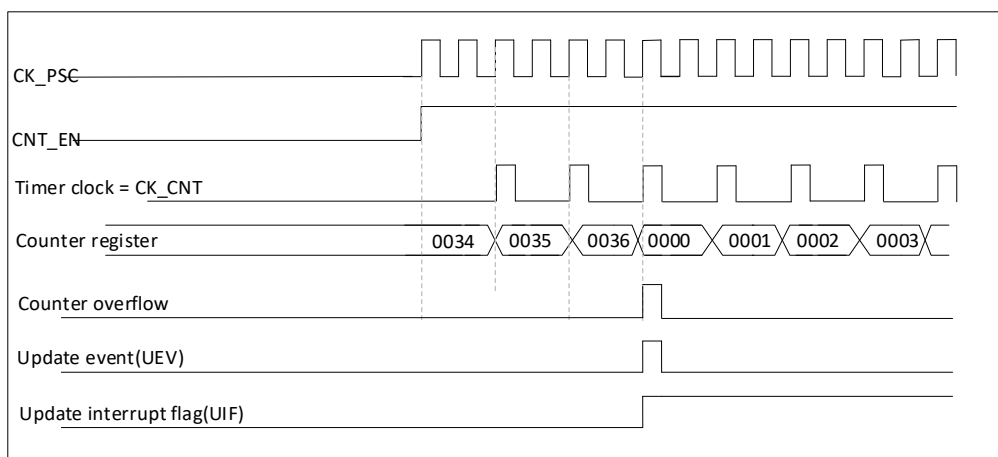 CK_PSC
CNT_EN
Timer clock = CK_CNT
Counter register 0034 0035 0036 0000 0001 0002 0003
Counter overflow
Update event(UEV)
Update interrupt flag(UIF)